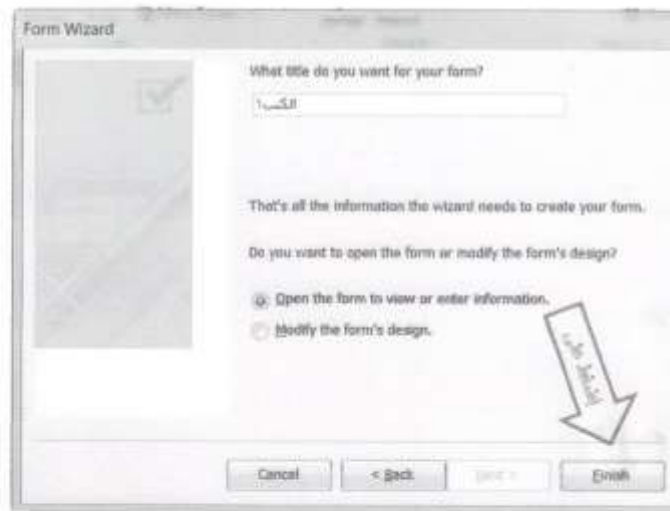 Form Wizard
What title do you want for your form?
الكتب١
That's all the information the wizard needs to create your form.
Do you want to open the form or modify the form's design?
Open the form to view or enter information.
Modify the form's design.
إضغط على
Cancel
< Back
Next >
Finish